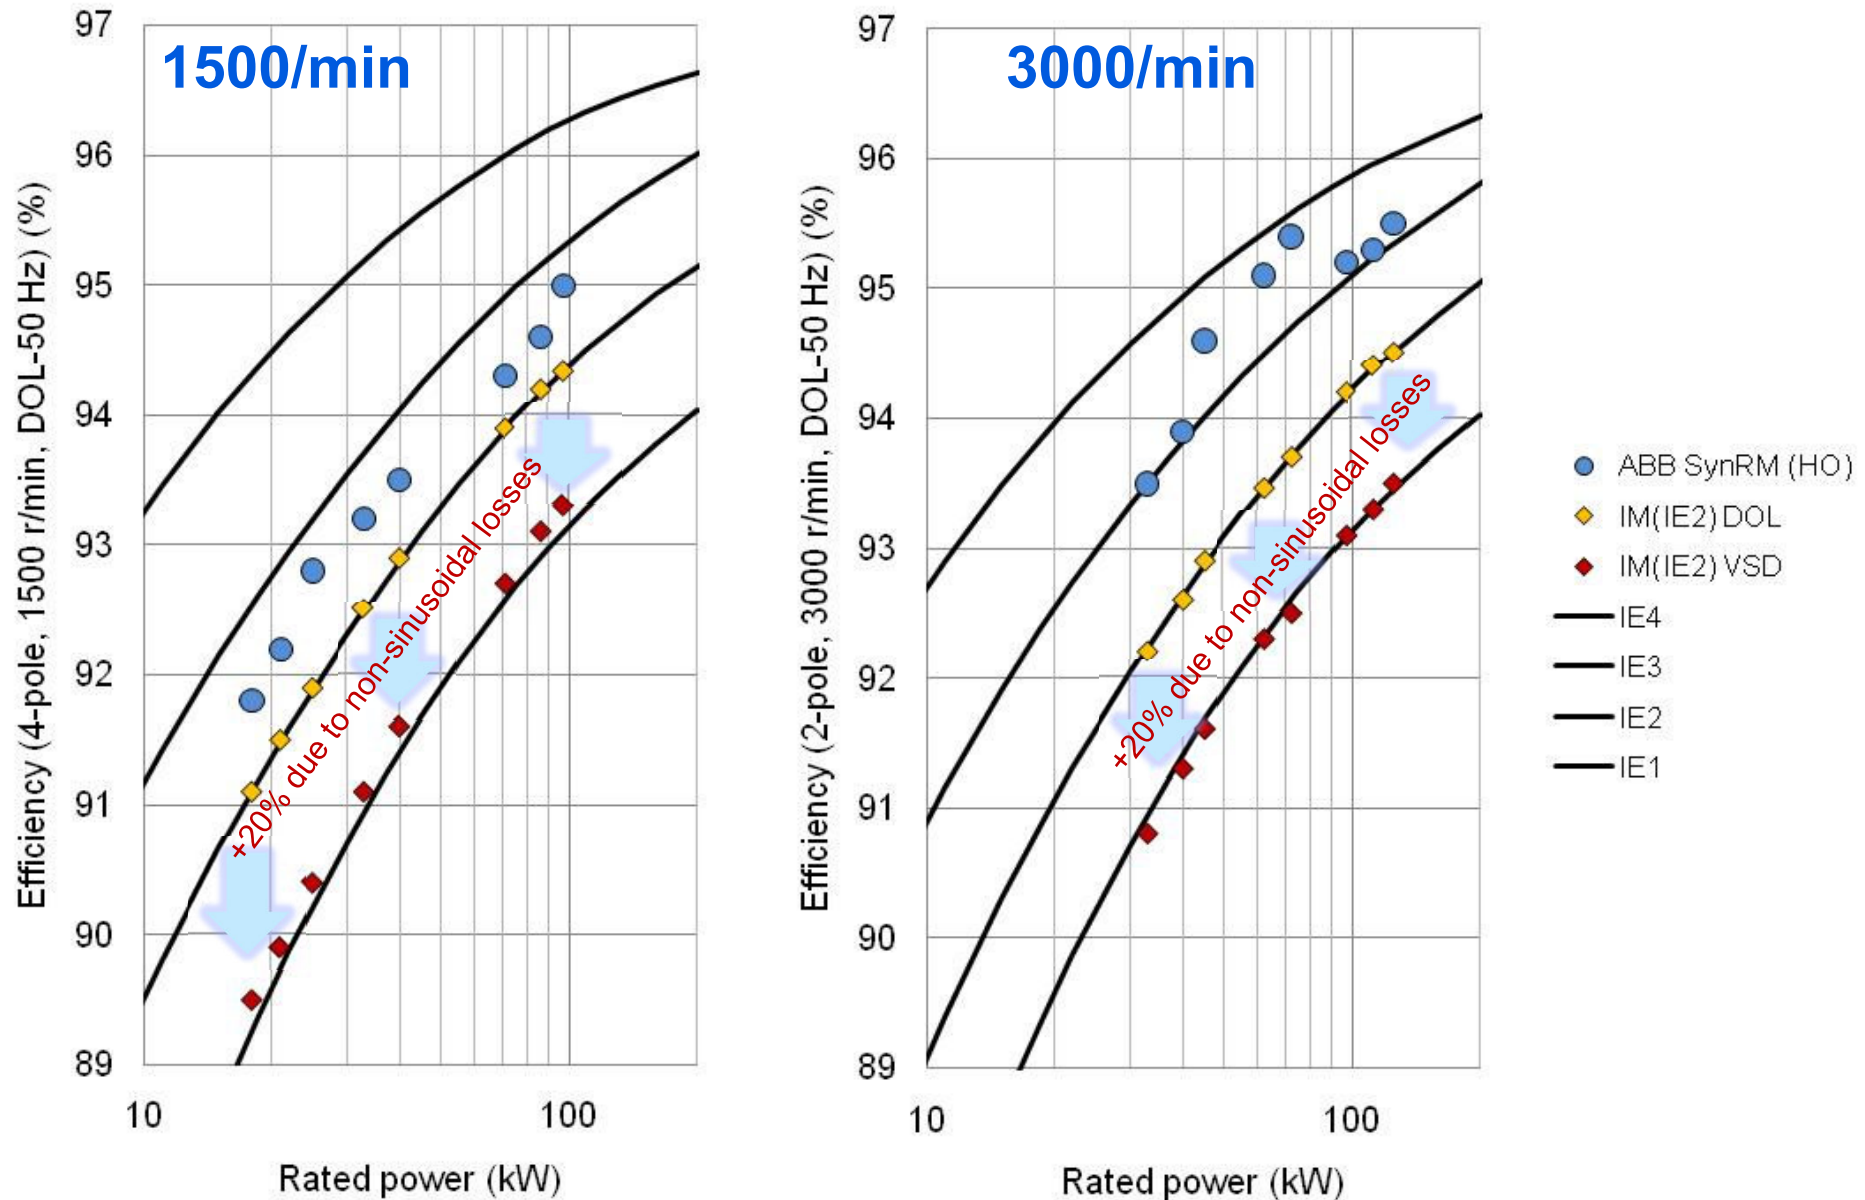 1500/min
97
96
95
94
93
92
91
90
89
10
100
Efficiency (4-pole, 1500 r/min, DOL-50 Hz) (%)
Rated power (kW)
+20% due to non-sinusoidal losses
3000/min
97
96
95
94
93
92
91
90
89
10
100
Efficiency (2-pole, 3000 r/min, DOL-50 Hz) (%)
Rated power (kW)
+20% due to non-sinusoidal losses
ABB SynRM (HO)
IM(IE2) DOL
IM(IE2) VSD
IE4
IE3
IE2
IE1